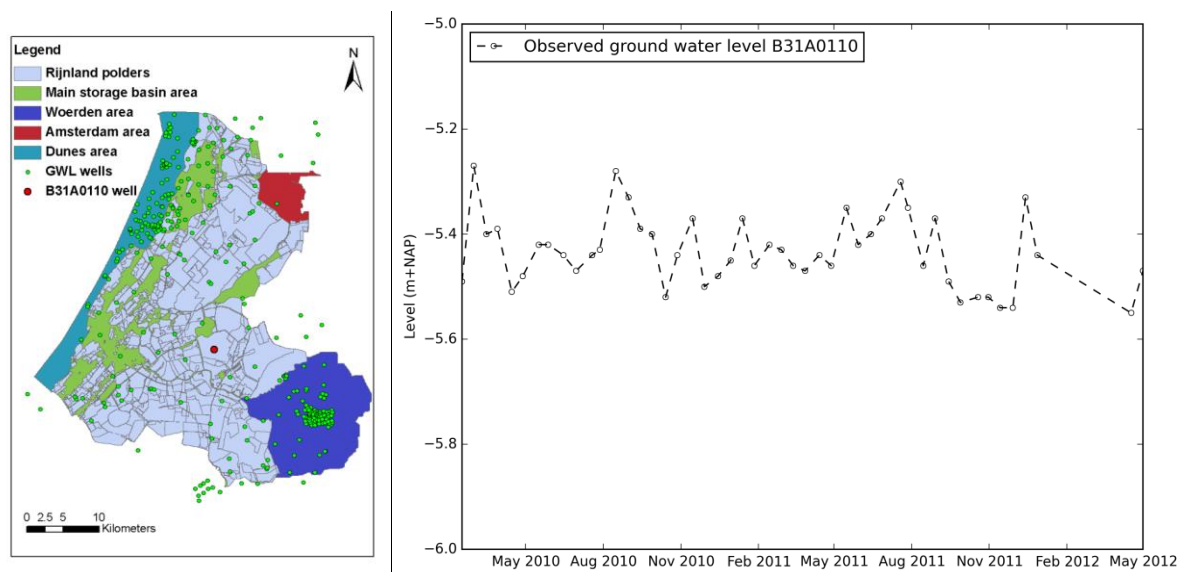 Legend
Rijnland polders
Main storage basin area
Woerden area
Amsterdam area
Dunes area
GWL wells
B31A0110 well
N
0 2.5 5 10
Kilometers
−5.0
−5.2
−5.4
−5.6
−5.8
−6.0
Level (m+NAP)
Observed ground water level B31A0110
May 2010 Aug 2010 Nov 2010 Feb 2011 May 2011 Aug 2011 Nov 2011 Feb 2012 May 2012